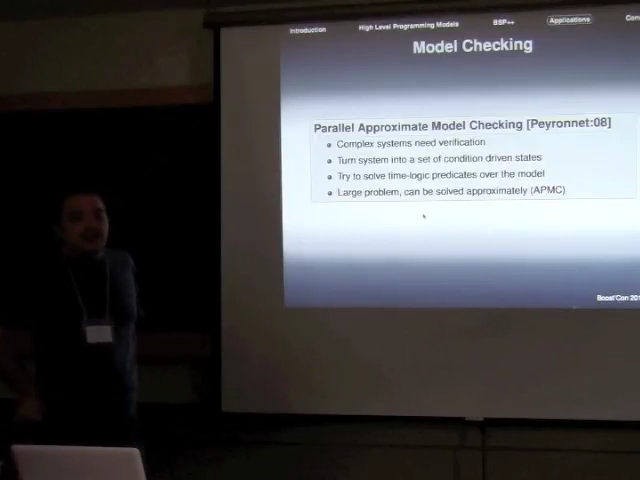 Introduction
High Level Programming Models
BSP++
Applications
Model Checking
Parallel Approximate Model Checking [Peyronnet:08]
Complex systems need verification
Turn system into a set of condition driven states
Try to solve time-logic predicates over the model
Large problem, can be solved approximately (APMC)
Boost'Con